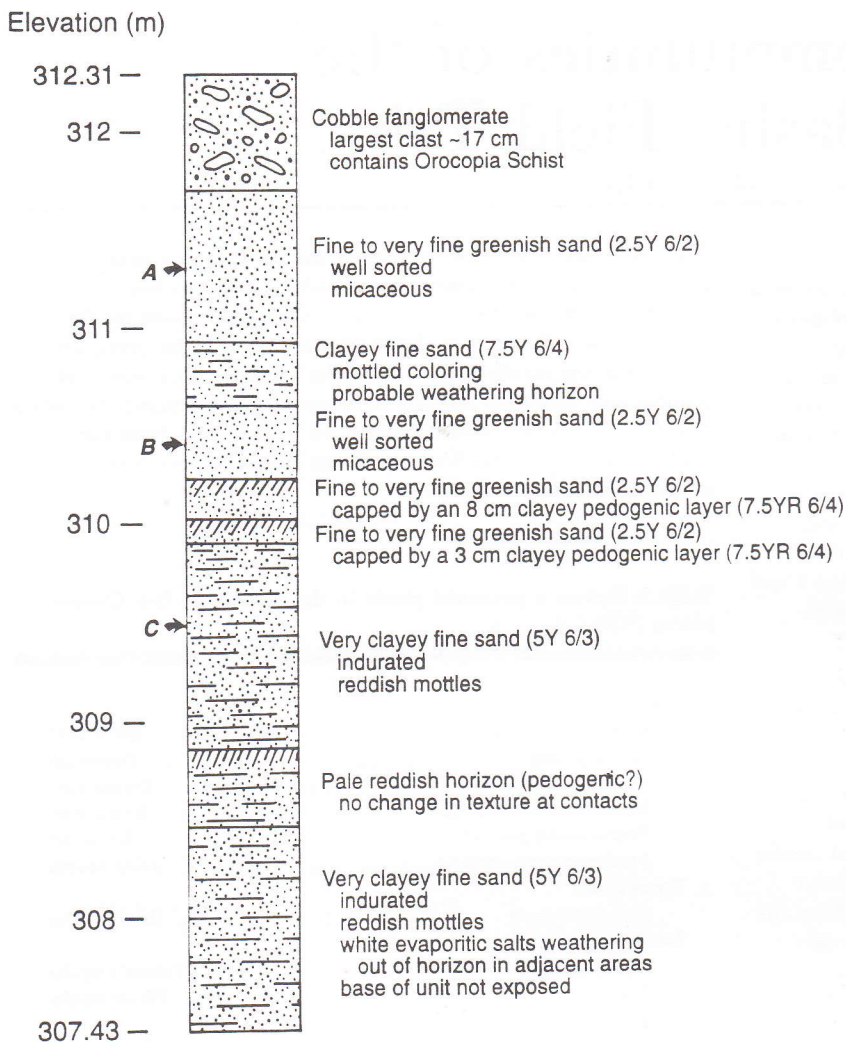 Elevation (m)
312.31
312
Cobble fanglomerate
largest clast ~17 cm
contains Orocopia Schist
Fine to very fine greenish sand (2.5Y 6/2)
well sorted
micaceous
A
311
Clayey fine sand (7.5Y 6/4)
mottled coloring
probable weathering horizon
Fine to very fine greenish sand (2.5Y 6/2)
well sorted
micaceous
B
Fine to very fine greenish sand (2.5Y 6/2)
capped by an 8 cm clayey pedogenic layer (7.5YR 6/4)
310
Fine to very fine greenish sand (2.5Y 6/2)
capped by a 3 cm clayey pedogenic layer (7.5YR 6/4)
C
Very clayey fine sand (5Y 6/3)
indurated
reddish mottles
309
Pale reddish horizon (pedogenic?)
no change in texture at contacts
Very clayey fine sand (5Y 6/3)
indurated
reddish mottles
white evaporitic salts weathering
out of horizon in adjacent areas
base of unit not exposed
308
307.43